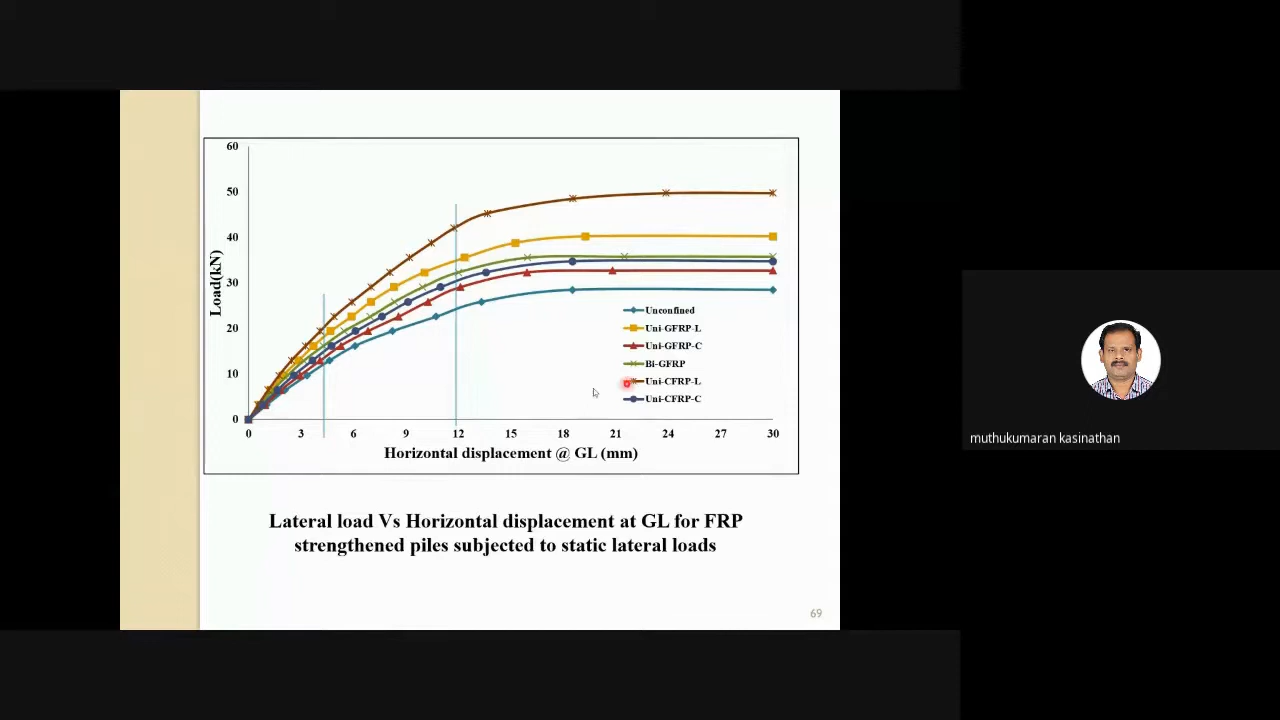 60
50
40
30
20
10
0
Load(kN)
0 3 6 9 12 15 18 21 24 27 30
Horizontal displacement @ GL (mm)
Unconfined
Uni-GFRP-L
Uni-GFRP-C
Bi-GFRP
Uni-CFRP-L
Uni-CFRP-C
Lateral load Vs Horizontal displacement at GL for FRP
strengthened piles subjected to static lateral loads
69
muthukumaran kasinathan